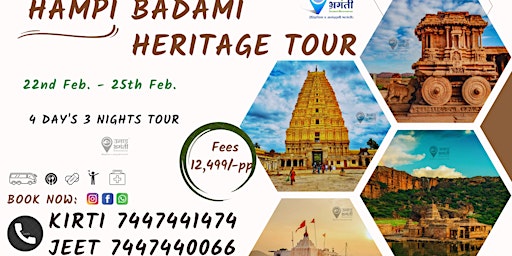 HAMPI BADAMI
HERITAGE TOUR
भ्रमंती
22nd Feb. - 25th Feb.
4 DAY'S 3 NIGHTS TOUR
Fees
12,499/-pp
BOOK NOW:
KIRTI 7447441474
JEET 7447440066